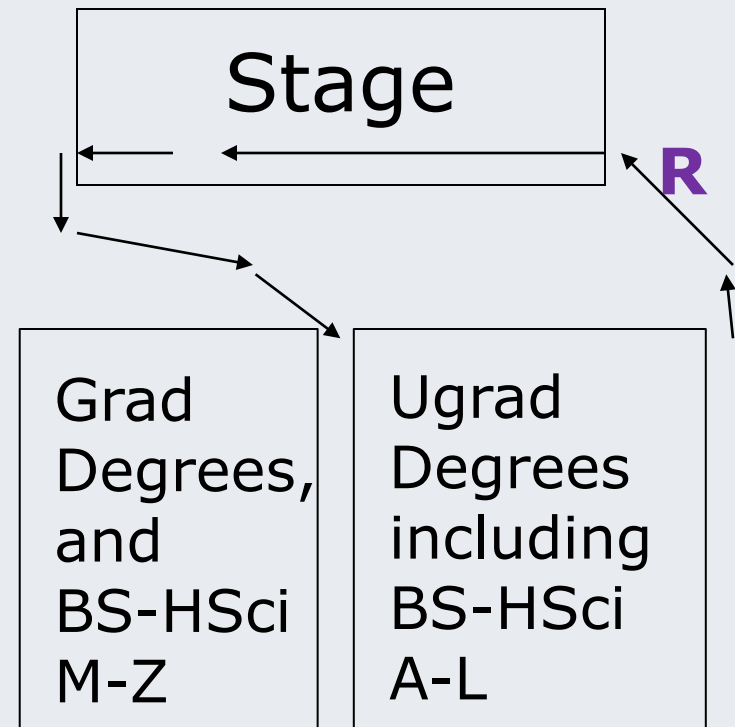 Stage
R
Grad
Degrees,
and
BS-HSci
M-Z
Ugrad
Degrees
including
BS-HSci
A-L